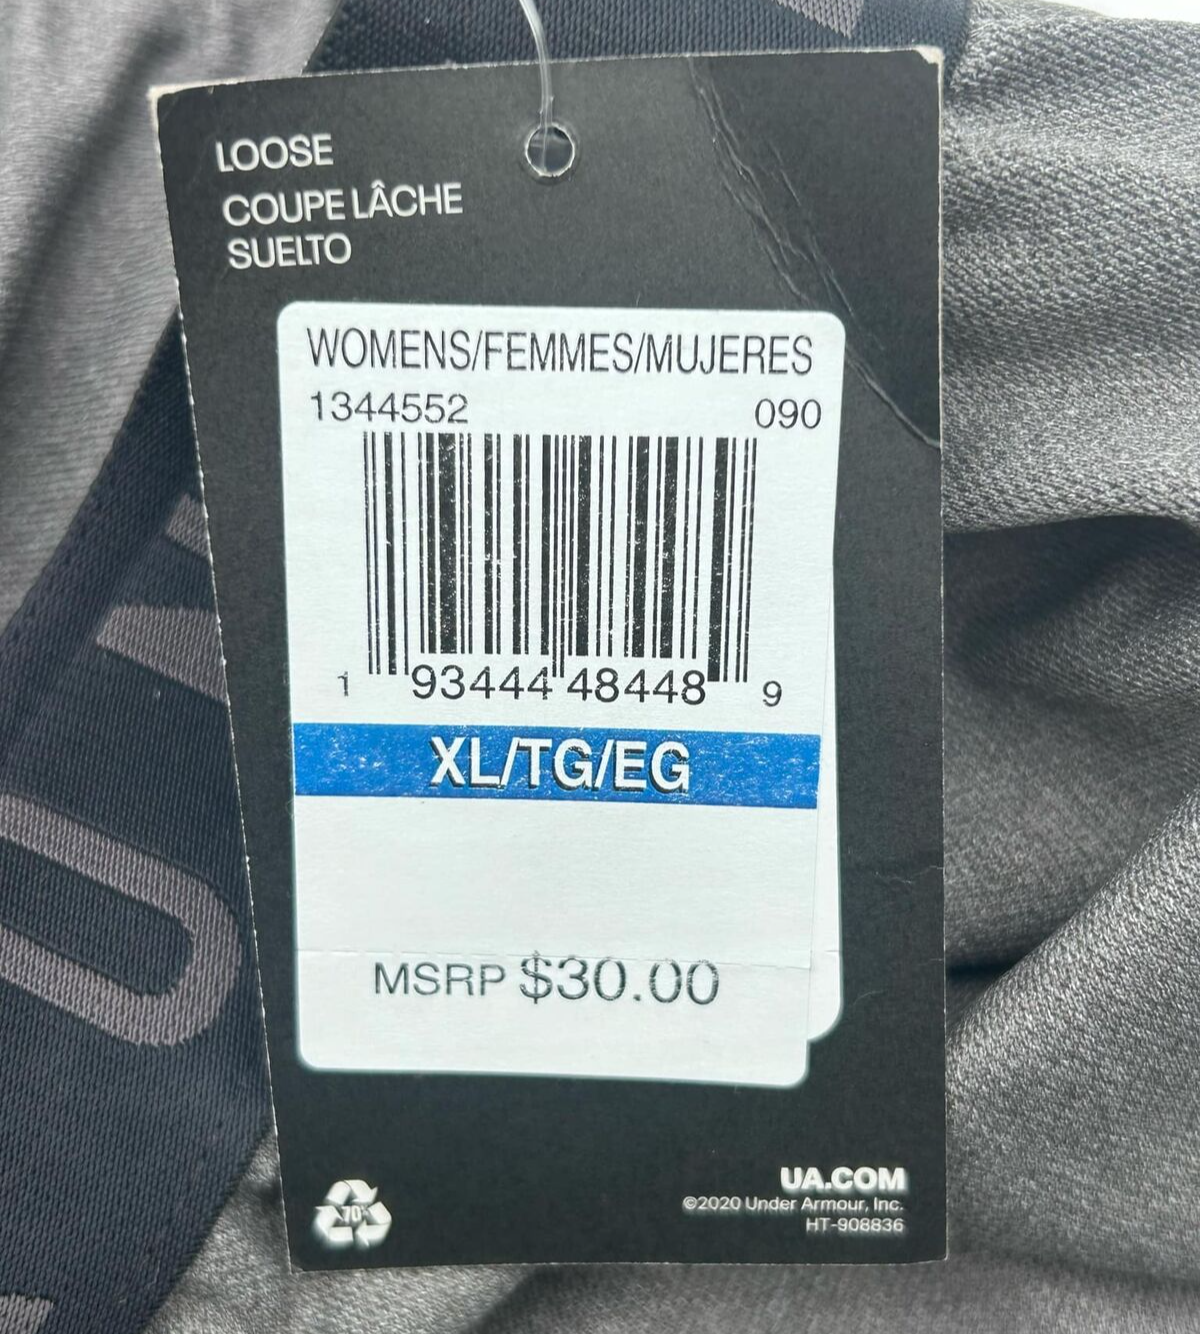 LOOSE
COUPE LÂCHE
SUELTO
WOMENS/FEMMES/MUJERES
1344552 090
1 93444 48448 9
XL/TG/EG
MSRP $30.00
70%
UA.COM
©2020 Under Armour, Inc.
HT-908836